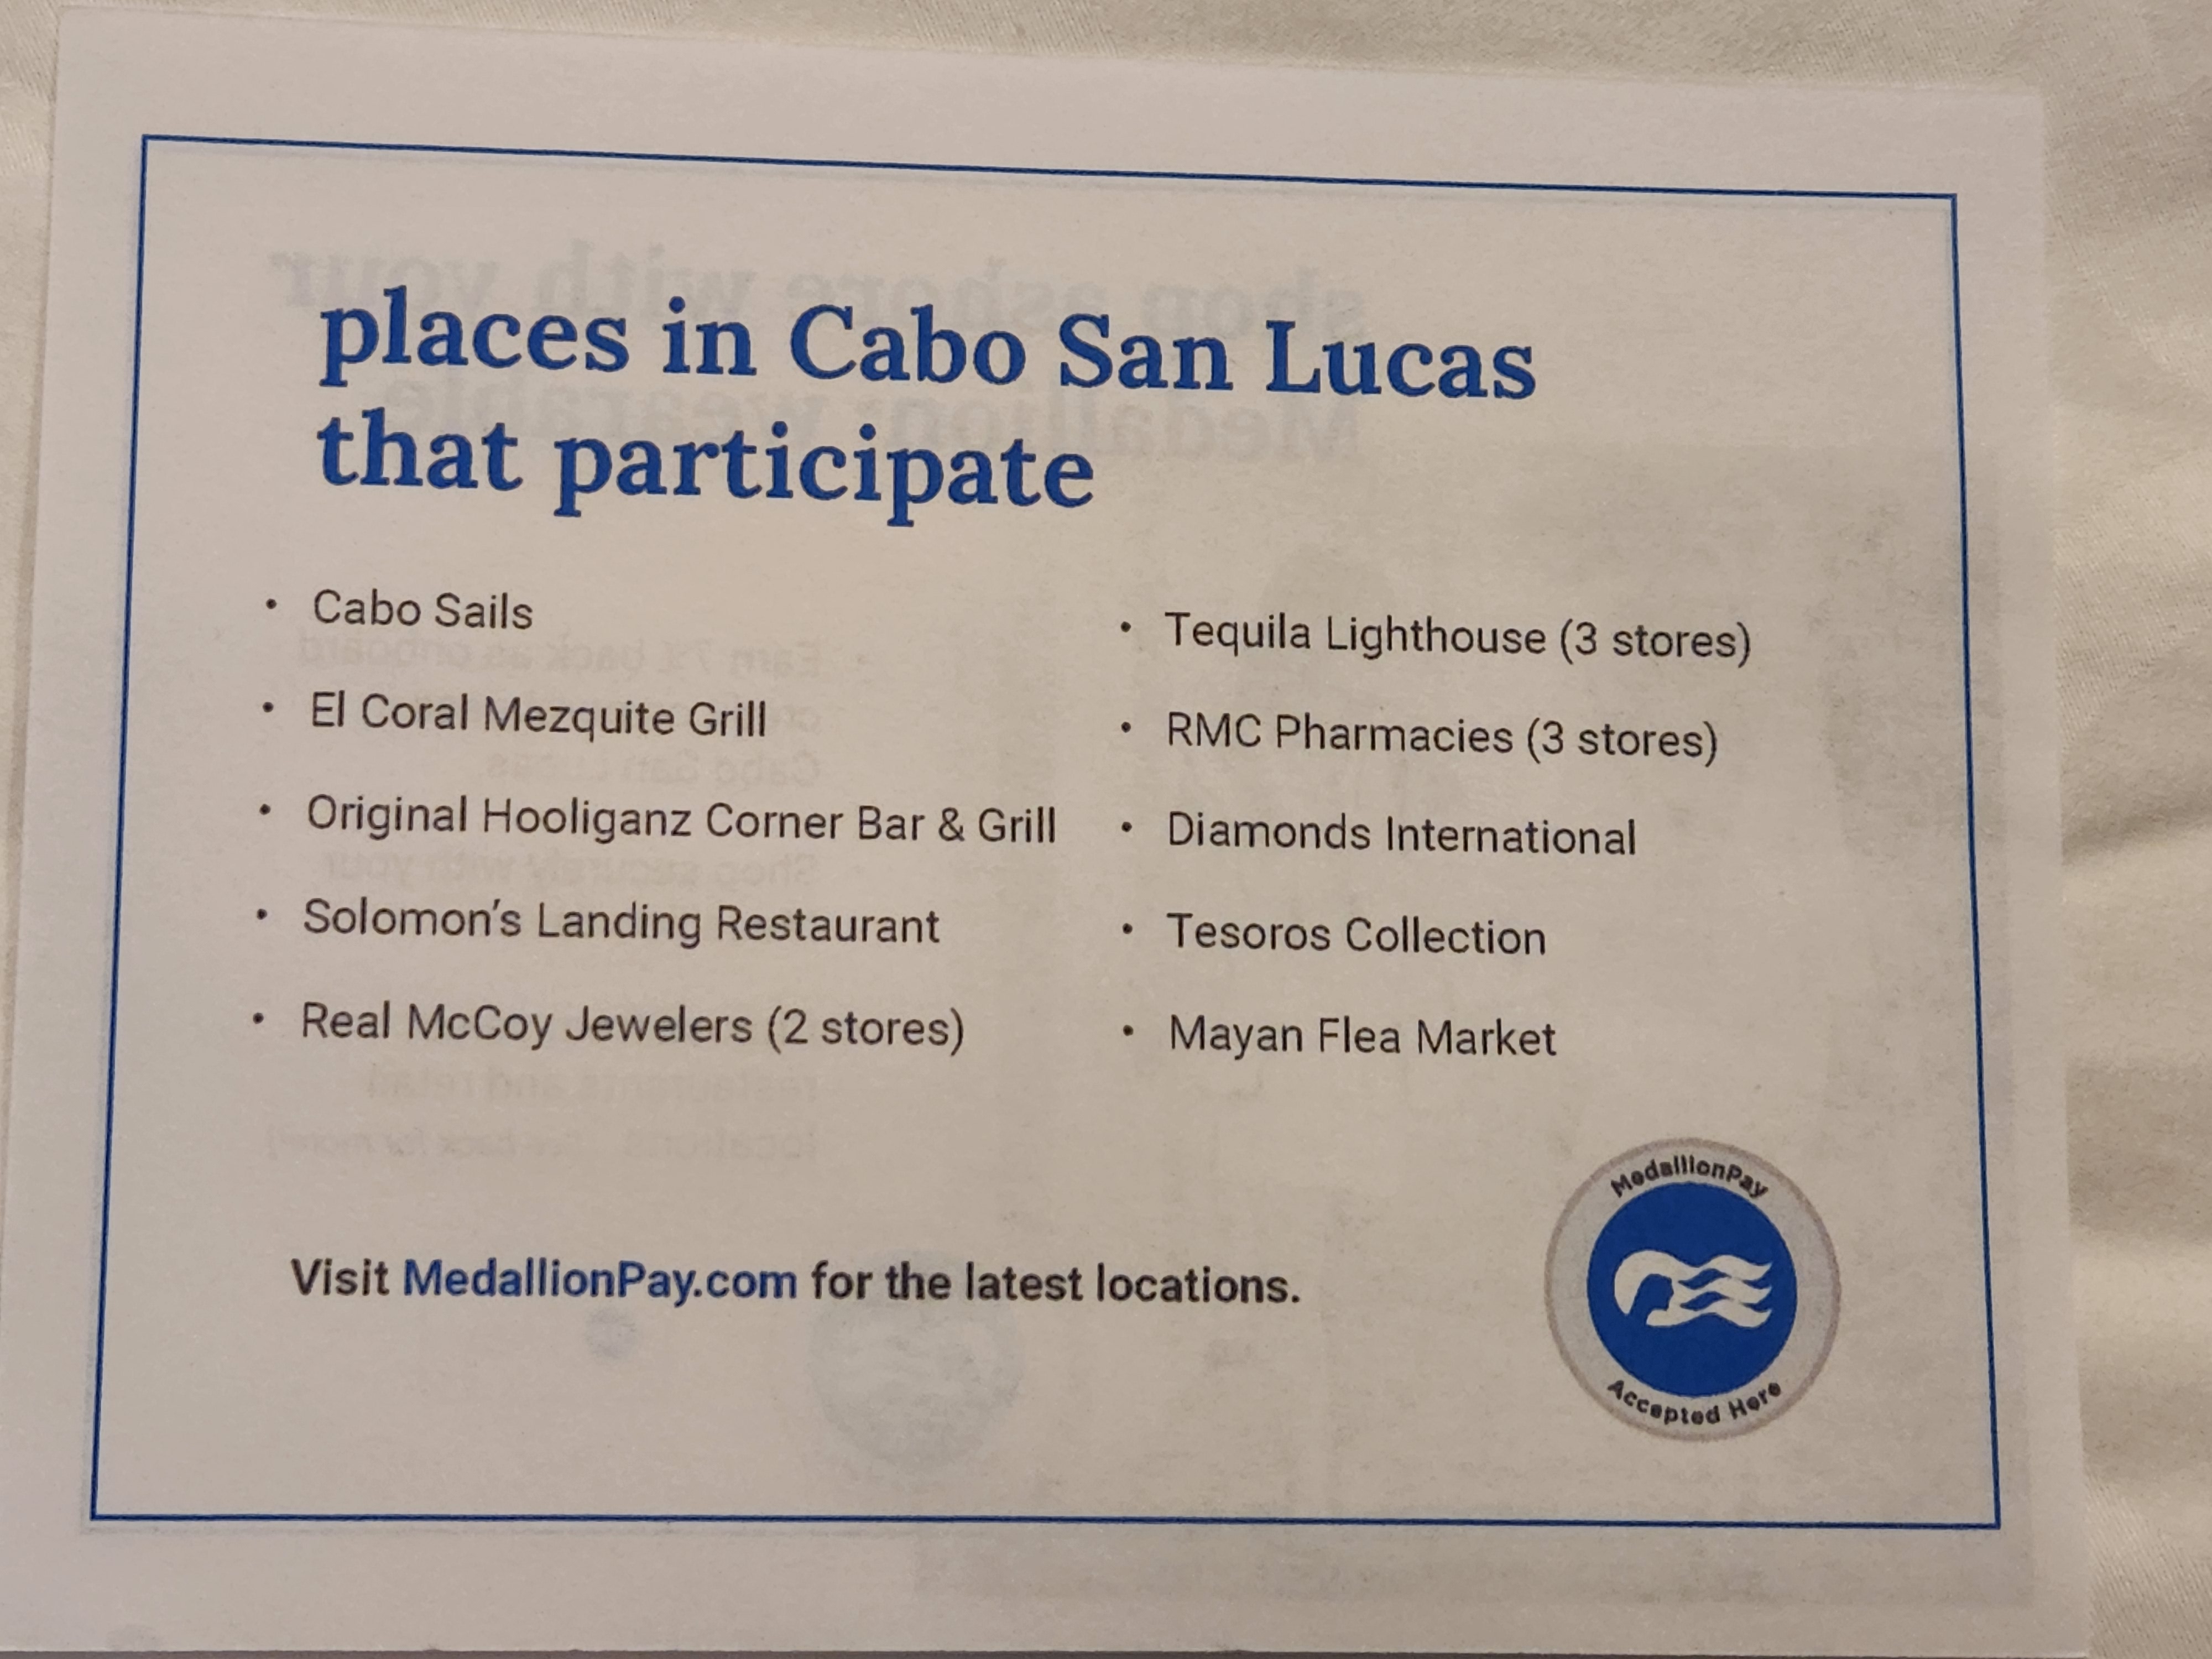 places in Cabo San Lucas
that participate
• Cabo Sails
• El Coral Mezquite Grill
• Original Hooliganz Corner Bar & Grill
• Solomon's Landing Restaurant
• Real McCoy Jewelers (2 stores)
• Tequila Lighthouse (3 stores)
• RMC Pharmacies (3 stores)
• Diamonds International
• Tesoros Collection
• Mayan Flea Market
Visit MedallionPay.com for the latest locations.
MedallionPay
Accepted Here